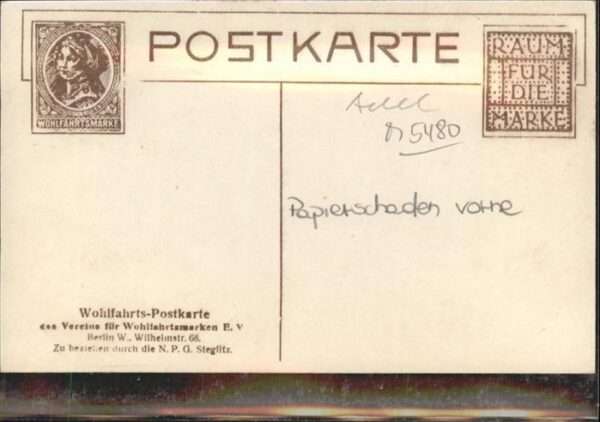 POSTKARTE
WOHLFAHRTSMARKE
RAUM
FÜR
DIE
MARKE
Adel
5480
Papierschaden vorne
Wohlfahrts-Postkarte
des Vereins für Wohlfahrtsmarken E. V
Berlin W., Wilhelmstr. 68.
Zu beziehen durch die N. P. G. Steglitz.